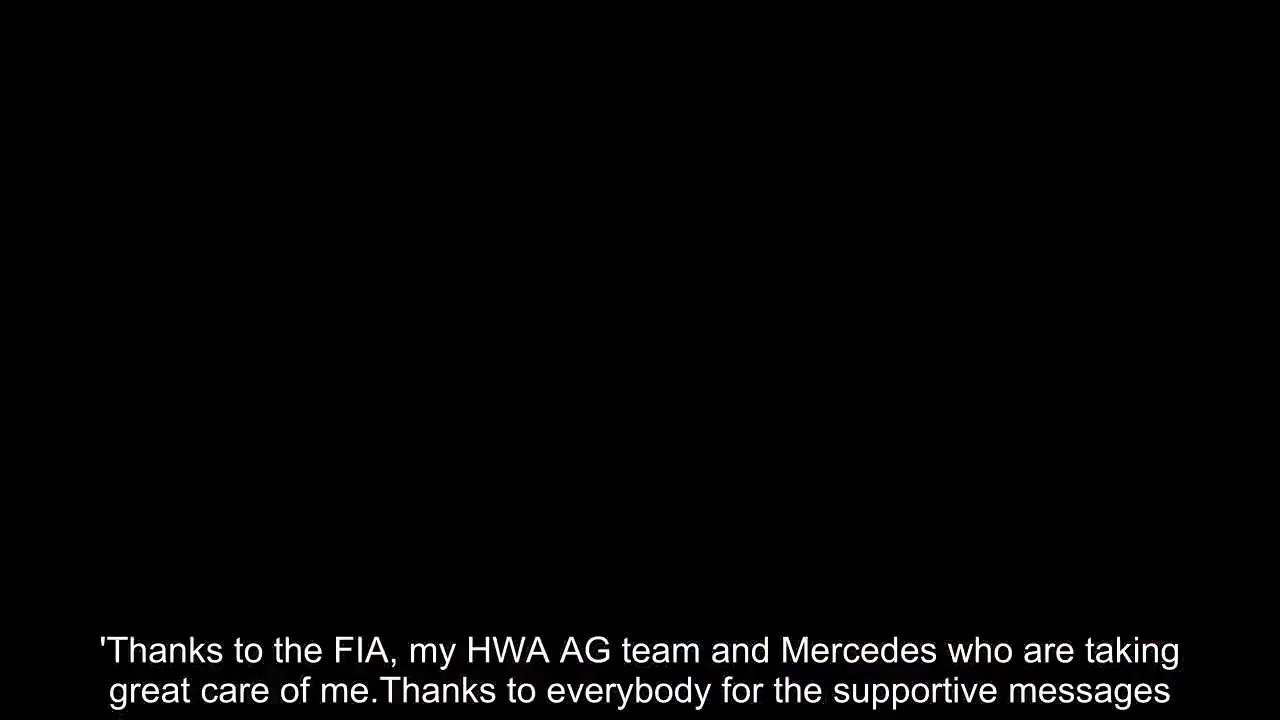 'Thanks to the FIA, my HWA AG team and Mercedes who are taking
great care of me.Thanks to everybody for the supportive messages